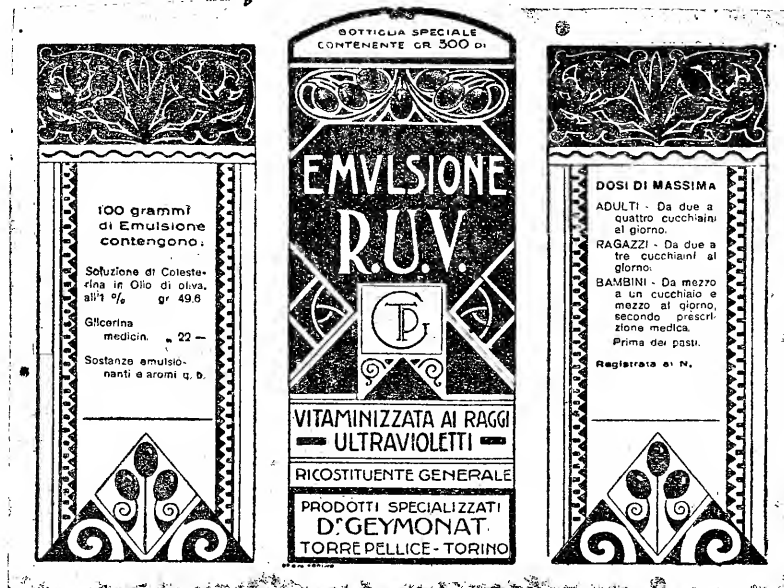 100 grammi
di Emulsione
contengono:
Soluzione di Coleste-
rina in Olio di oliva.
all'1 % gr 49.6
Glicerina
medicin. „ 22 —
Sostanze emulsio-
nanti e aromi q. b.
BOTTIGLIA SPECIALE
CONTENENTE GR 300 DI
EMVLSIONE
R.U.V.
VITAMINIZZATA AI RAGGI
ULTRAVIOLETTI
RICOSTITUENTE GENERALE
PRODOTTI SPECIALIZZATI
Dr. GEYMONAT
TORRE PELLICE - TORINO
DOSI DI MASSIMA
ADULTI - Da due a
quattro cucchiaini
al giorno.
RAGAZZI - Da due a
tre cucchiaini al
giorno.
BAMBINI - Da mezzo
a un cucchiaio e
mezzo al giorno,
secondo prescri-
zione medica.
Prima dei pasti.
Registrata al N.